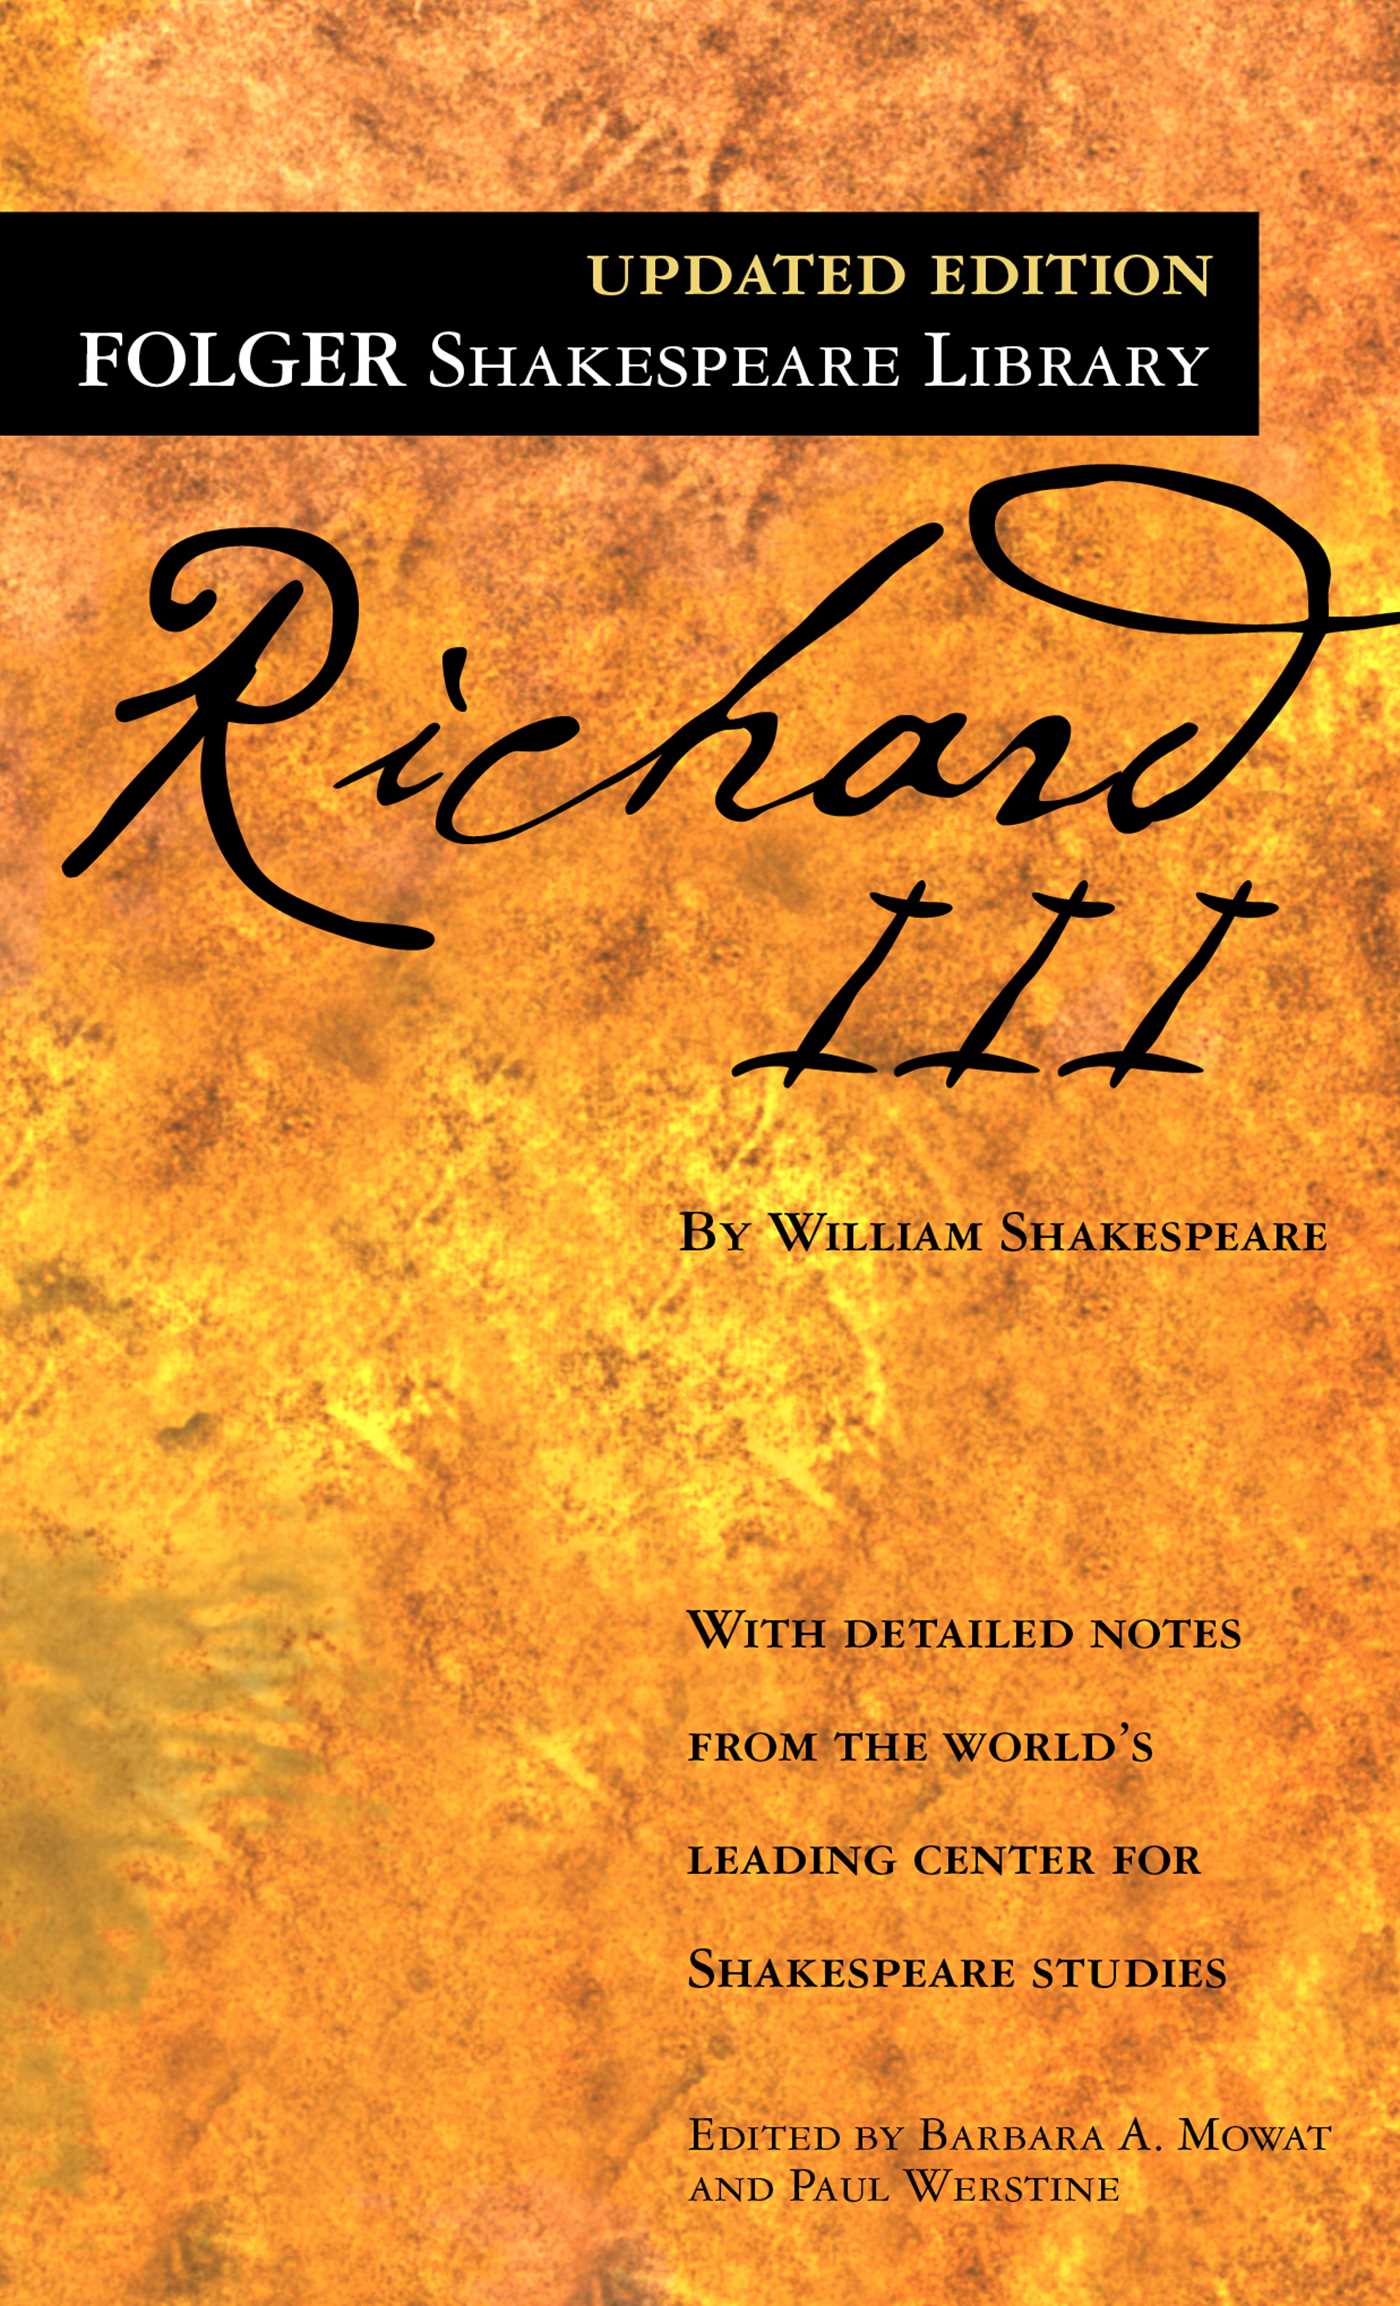 UPDATED EDITION
FOLGER SHAKESPEARE LIBRARY
Richard
III
BY WILLIAM SHAKESPEARE
WITH DETAILED NOTES
FROM THE WORLD'S
LEADING CENTER FOR
SHAKESPEARE STUDIES
EDITED BY BARBARA A. MOWAT
AND PAUL WERSTINE